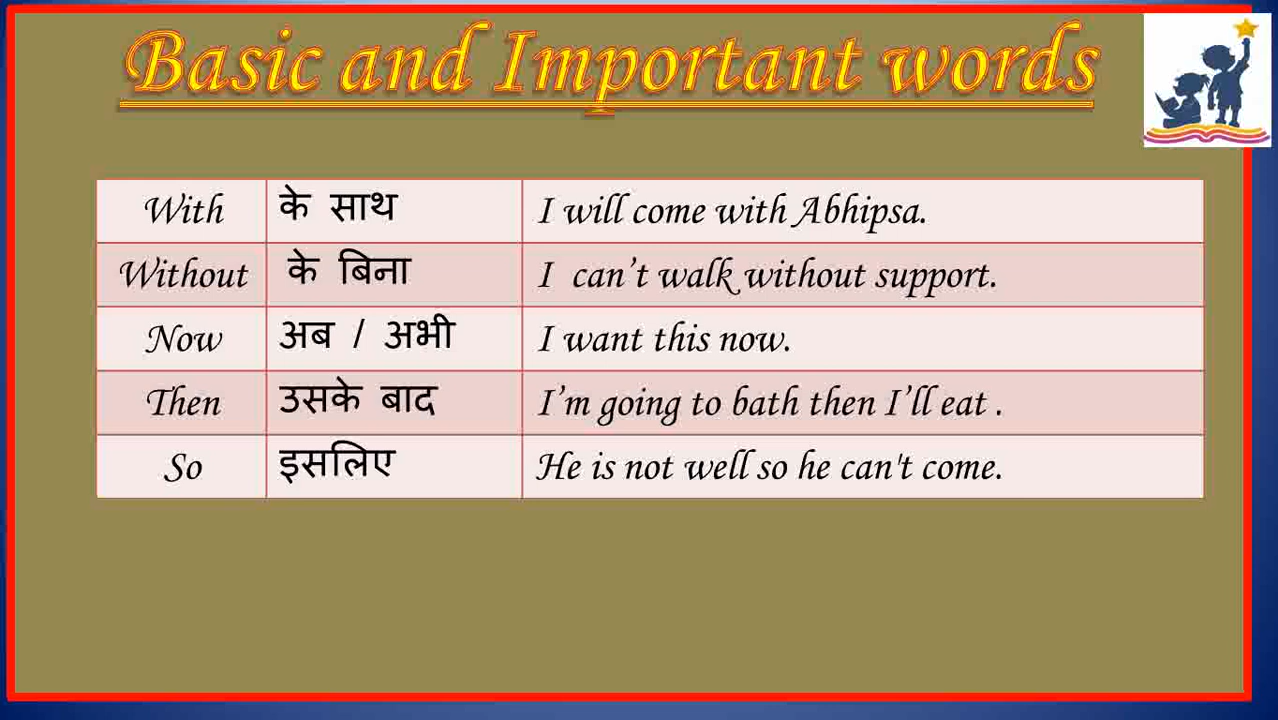 Basic and Important words
With के साथ I will come with Abhipsa.
Without के बिना I can’t walk without support.
Now अब / अभी I want this now.
Then उसके बाद I’m going to bath then I’ll eat .
So इसलिए He is not well so he can't come.